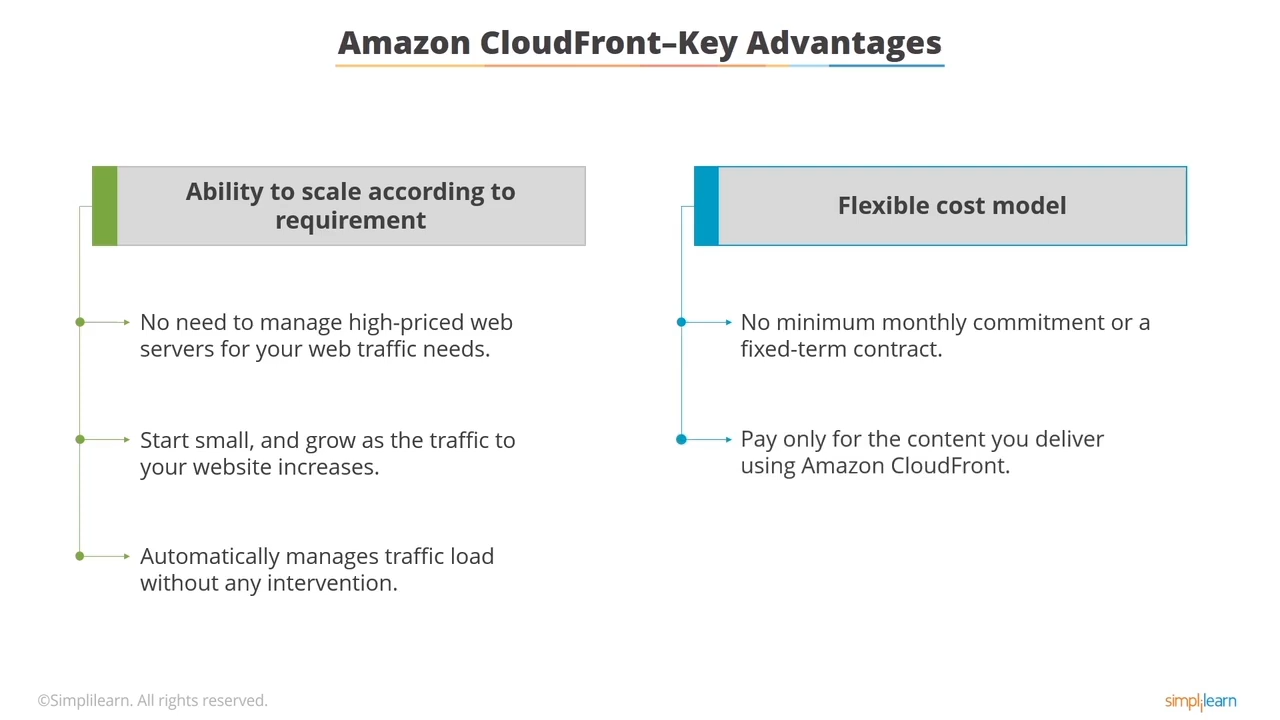 Amazon CloudFront–Key Advantages
Ability to scale according to
requirement
No need to manage high-priced web
servers for your web traffic needs.
Start small, and grow as the traffic to
your website increases.
Automatically manages traffic load
without any intervention.
Flexible cost model
No minimum monthly commitment or a
fixed-term contract.
Pay only for the content you deliver
using Amazon CloudFront.
©Simplilearn. All rights reserved.
simplilearn